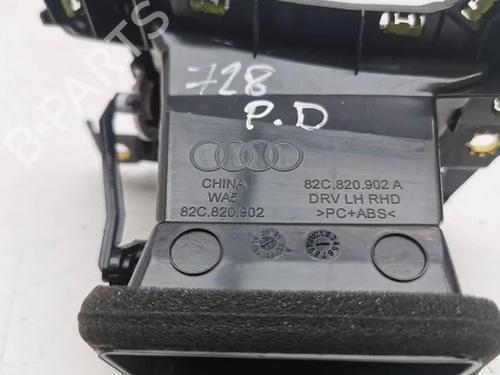 728
P.D
CHINA
WA5
82C.820.902
82C.820.902 A
DRV LH RHD
>PC+ABS<
B-PARTS